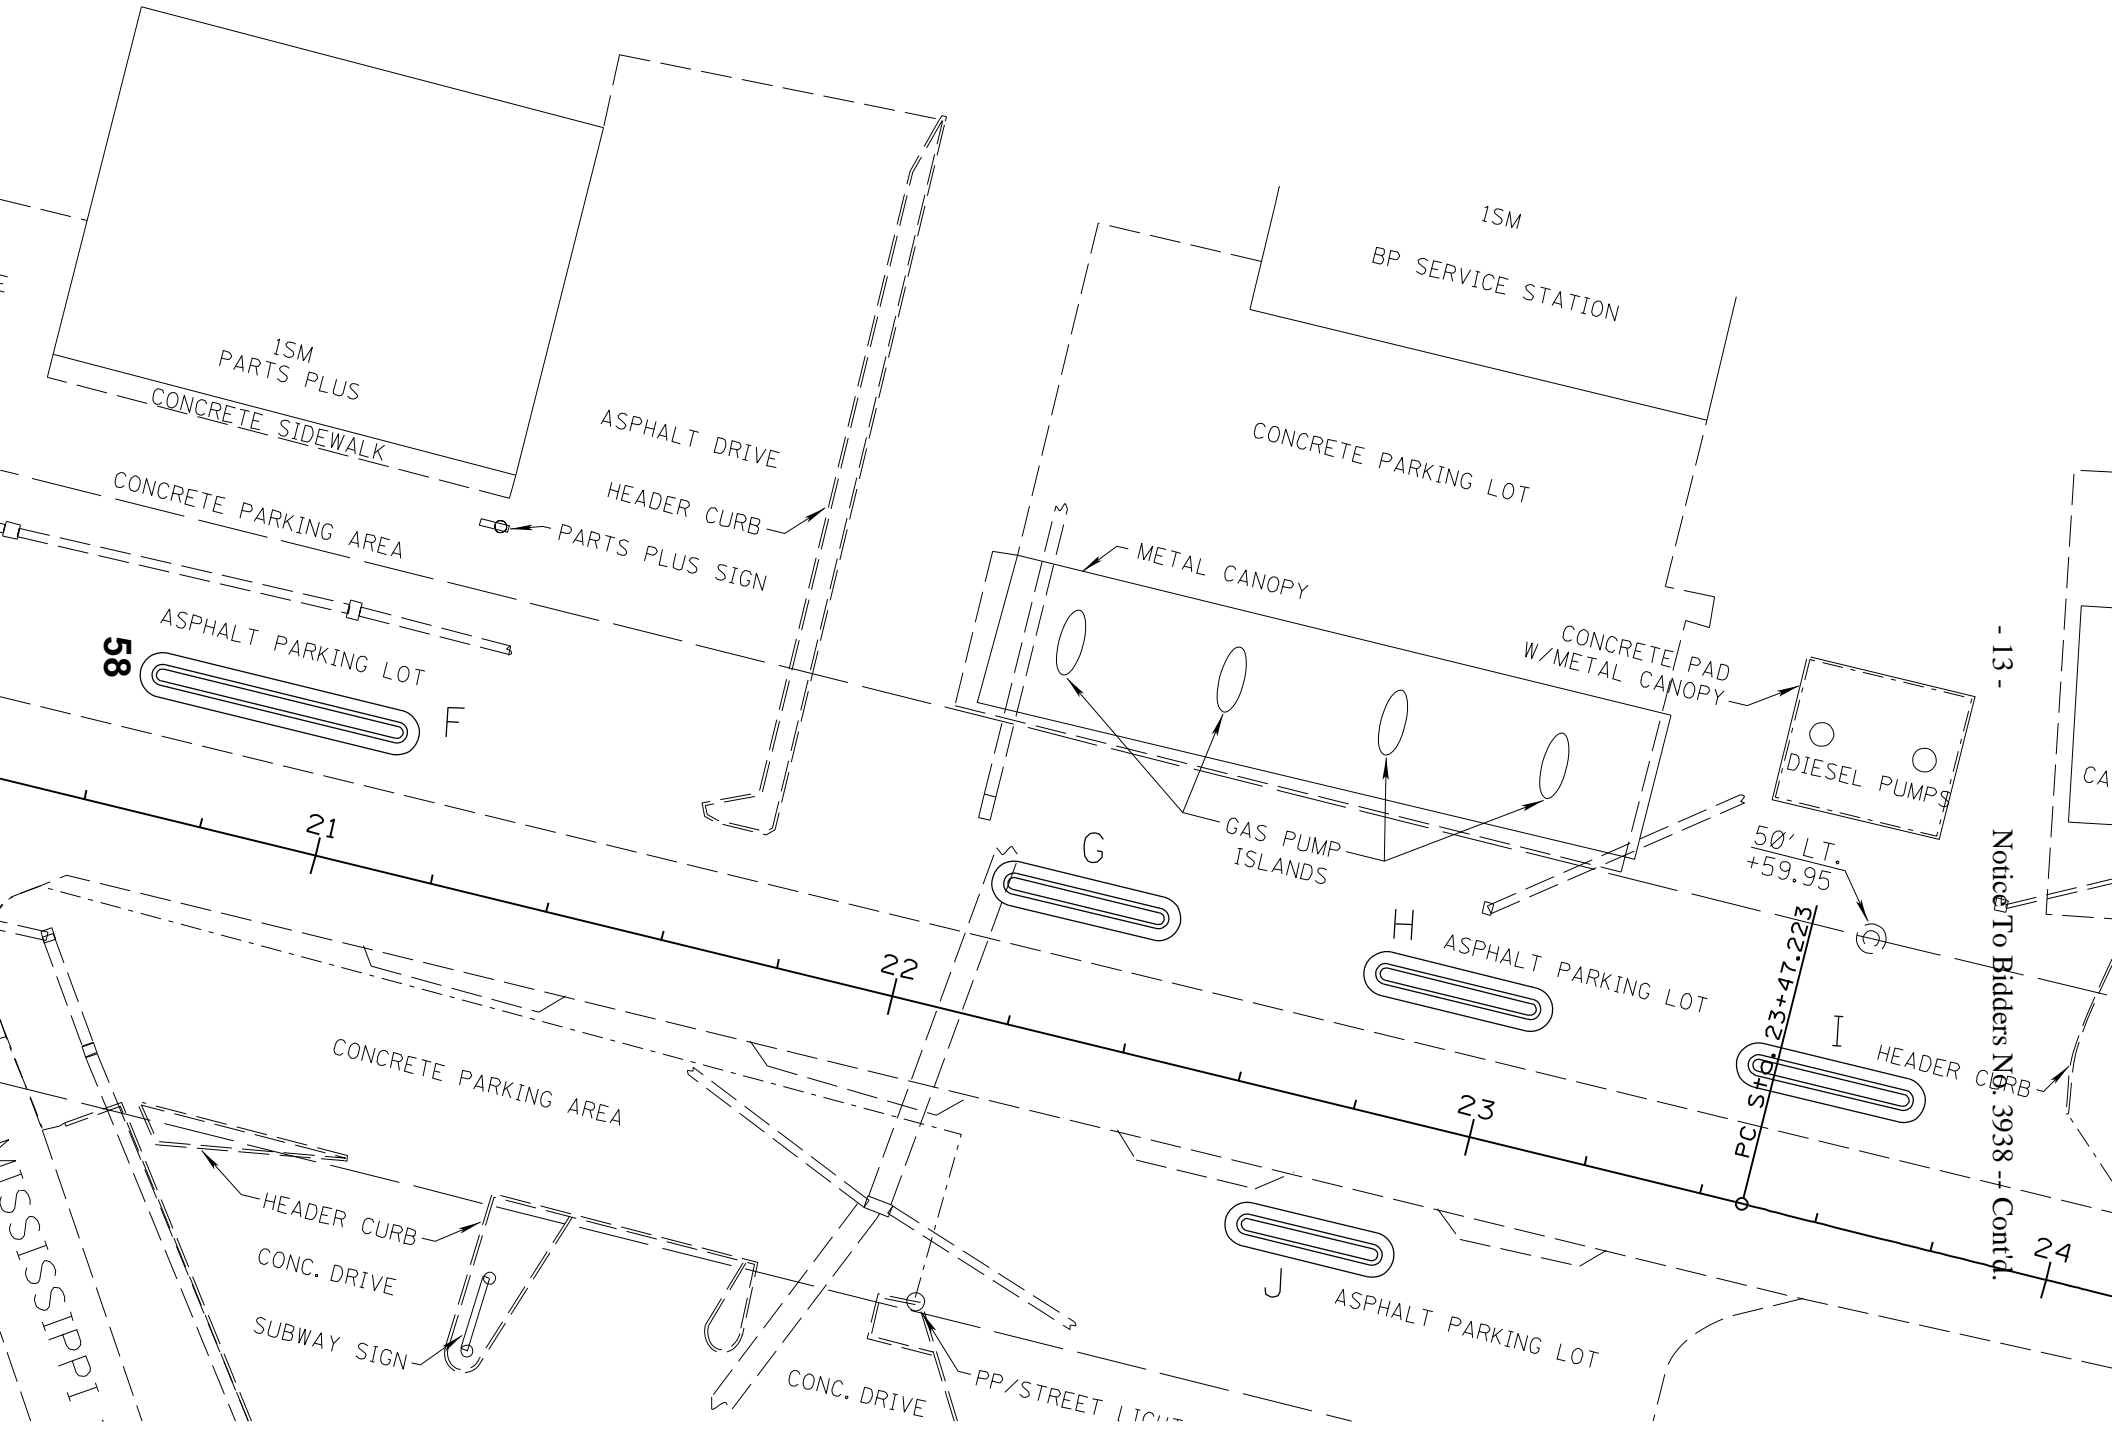 1SM
BP SERVICE STATION
1SM
PARTS PLUS
CONCRETE SIDEWALK
CONCRETE PARKING AREA
ASPHALT DRIVE
HEADER CURB
PARTS PLUS SIGN
CONCRETE PARKING LOT
METAL CANOPY
ASPHALT PARKING LOT
58
F
CONCRETE PAD
W/METAL CANOPY
DIESEL PUMPS
CA
- 13 -
Notice To Bidders No. 3938 -- Cont'd.
21
G
GAS PUMP
ISLANDS
50' LT.
+59.95
H
ASPHALT PARKING LOT
22
I
HEADER CURB
PC Sta. 23+47.223
CONCRETE PARKING AREA
23
24
HEADER CURB
CONC. DRIVE
SUBWAY SIGN
J
ASPHALT PARKING LOT
MISSISSIPPI
CONC. DRIVE
PP/STREET LIGHT